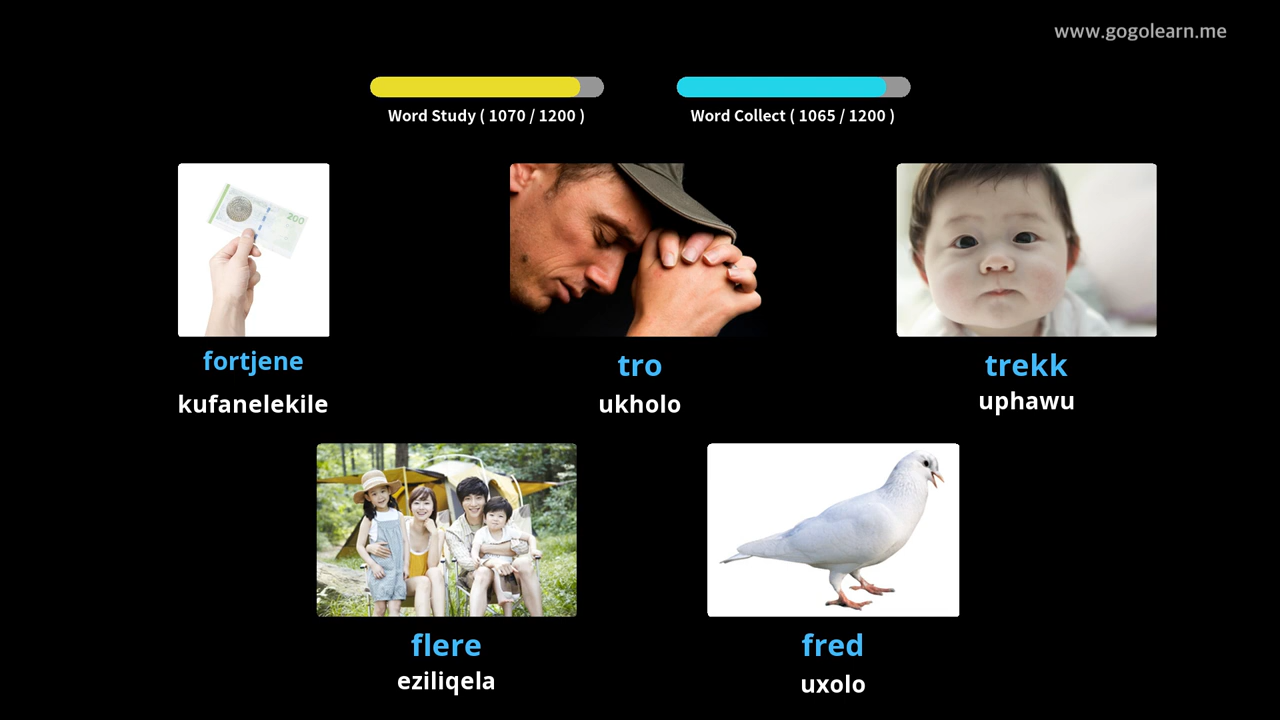 www.gogolearn.me
Word Study ( 1070 / 1200 )
Word Collect ( 1065 / 1200 )
200
fortjene
kufanelekile
tro
ukholo
trekk
uphawu
flere
eziliqela
fred
uxolo